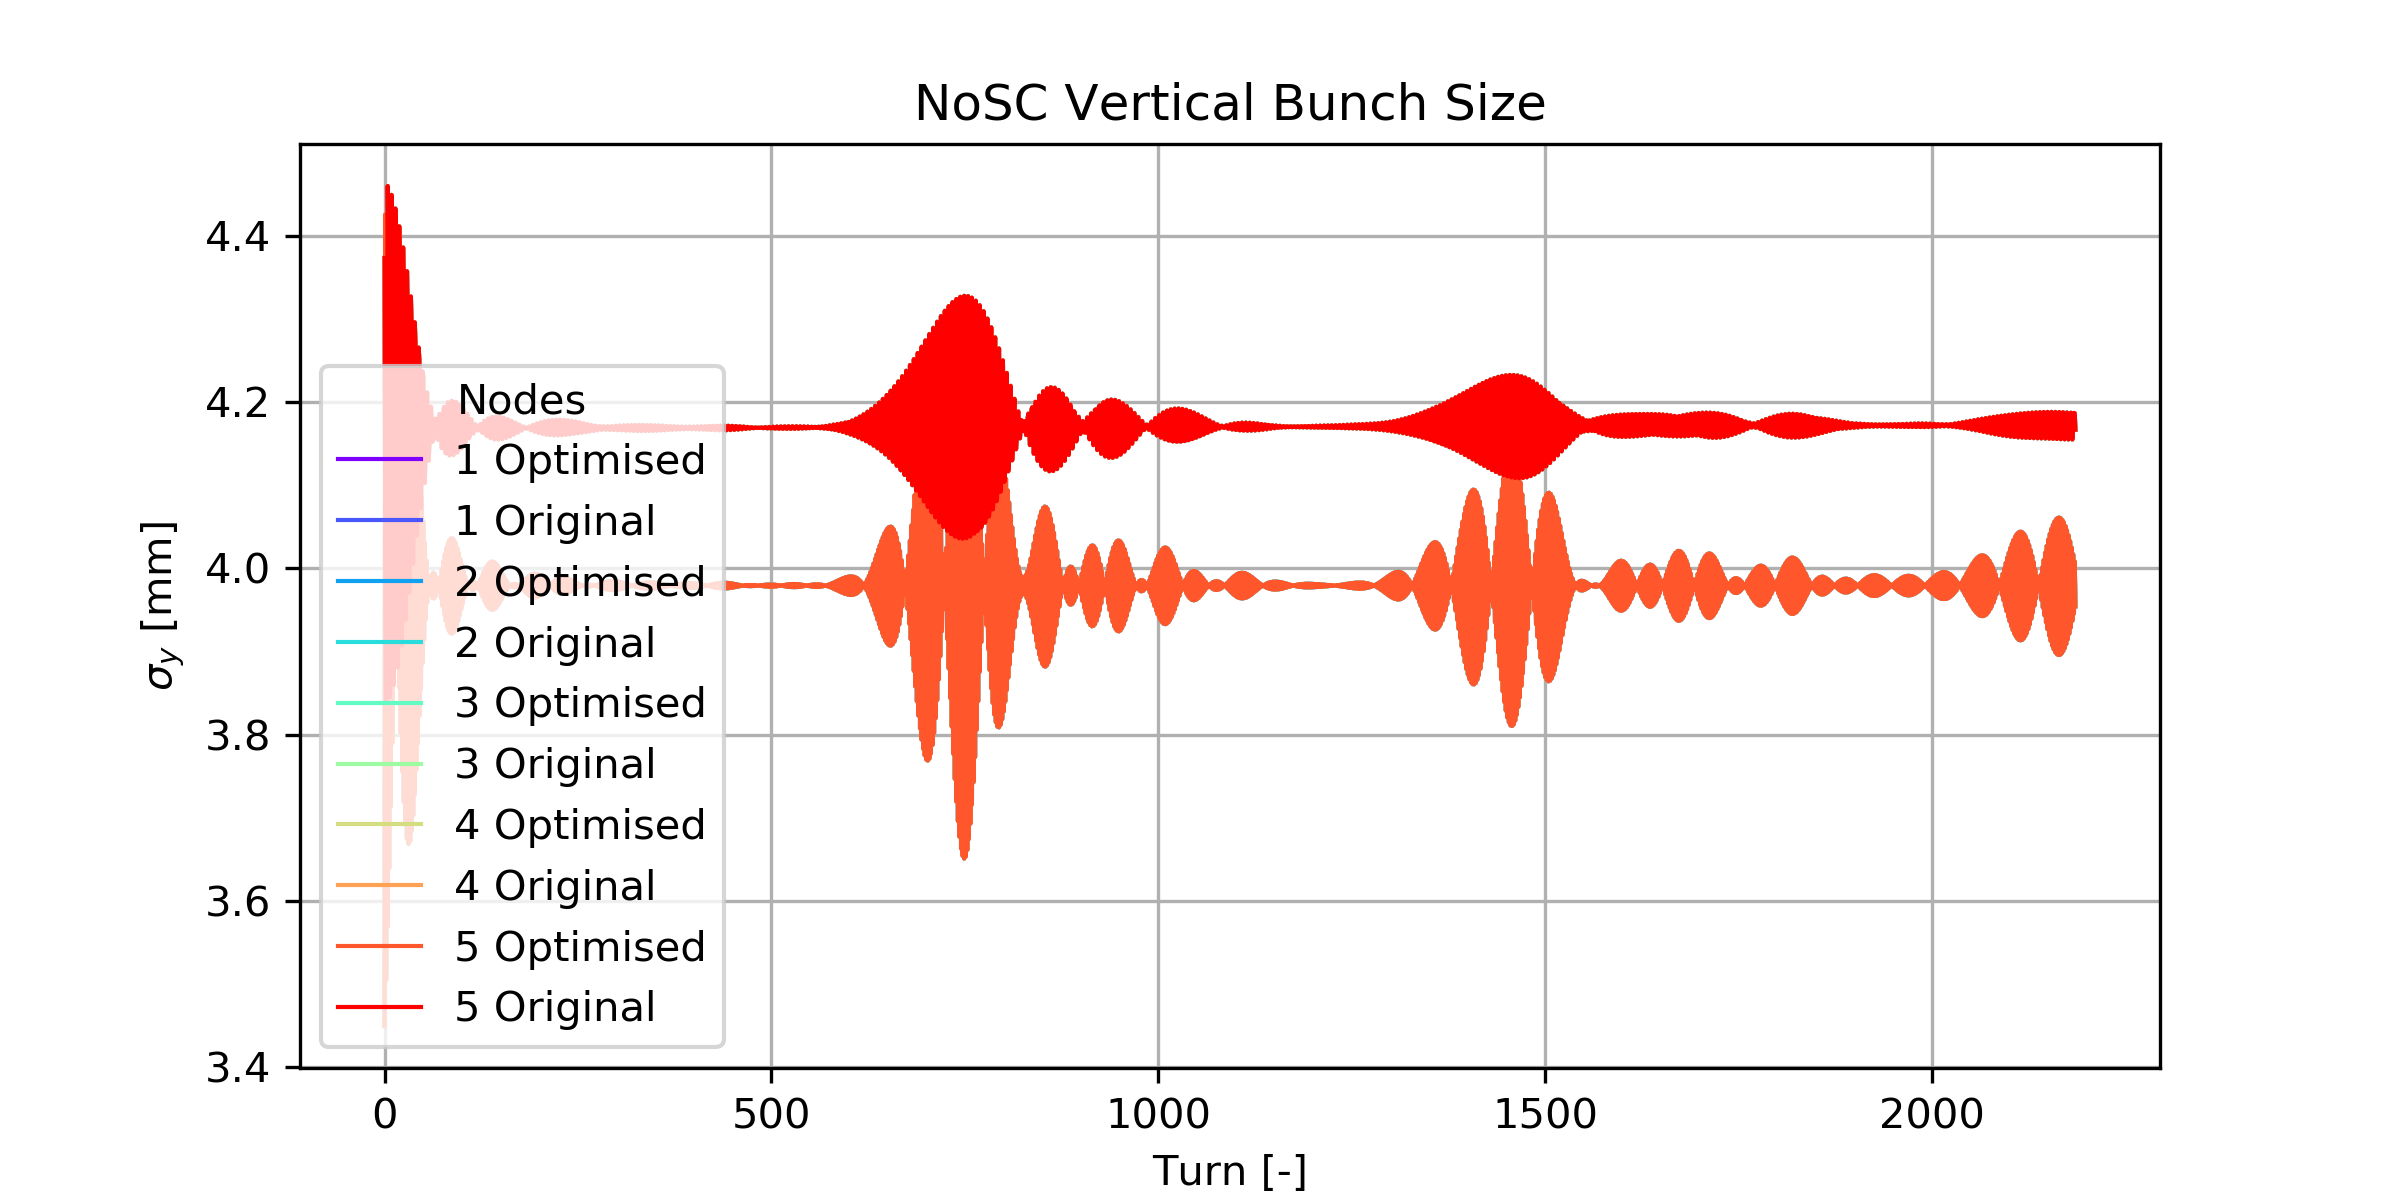 NoSC Vertical Bunch Size
σy [mm]
4.4
4.2
4.0
3.8
3.6
3.4
Nodes
1 Optimised
1 Original
2 Optimised
2 Original
3 Optimised
3 Original
4 Optimised
4 Original
5 Optimised
5 Original
0 500 1000 1500 2000
Turn [-]